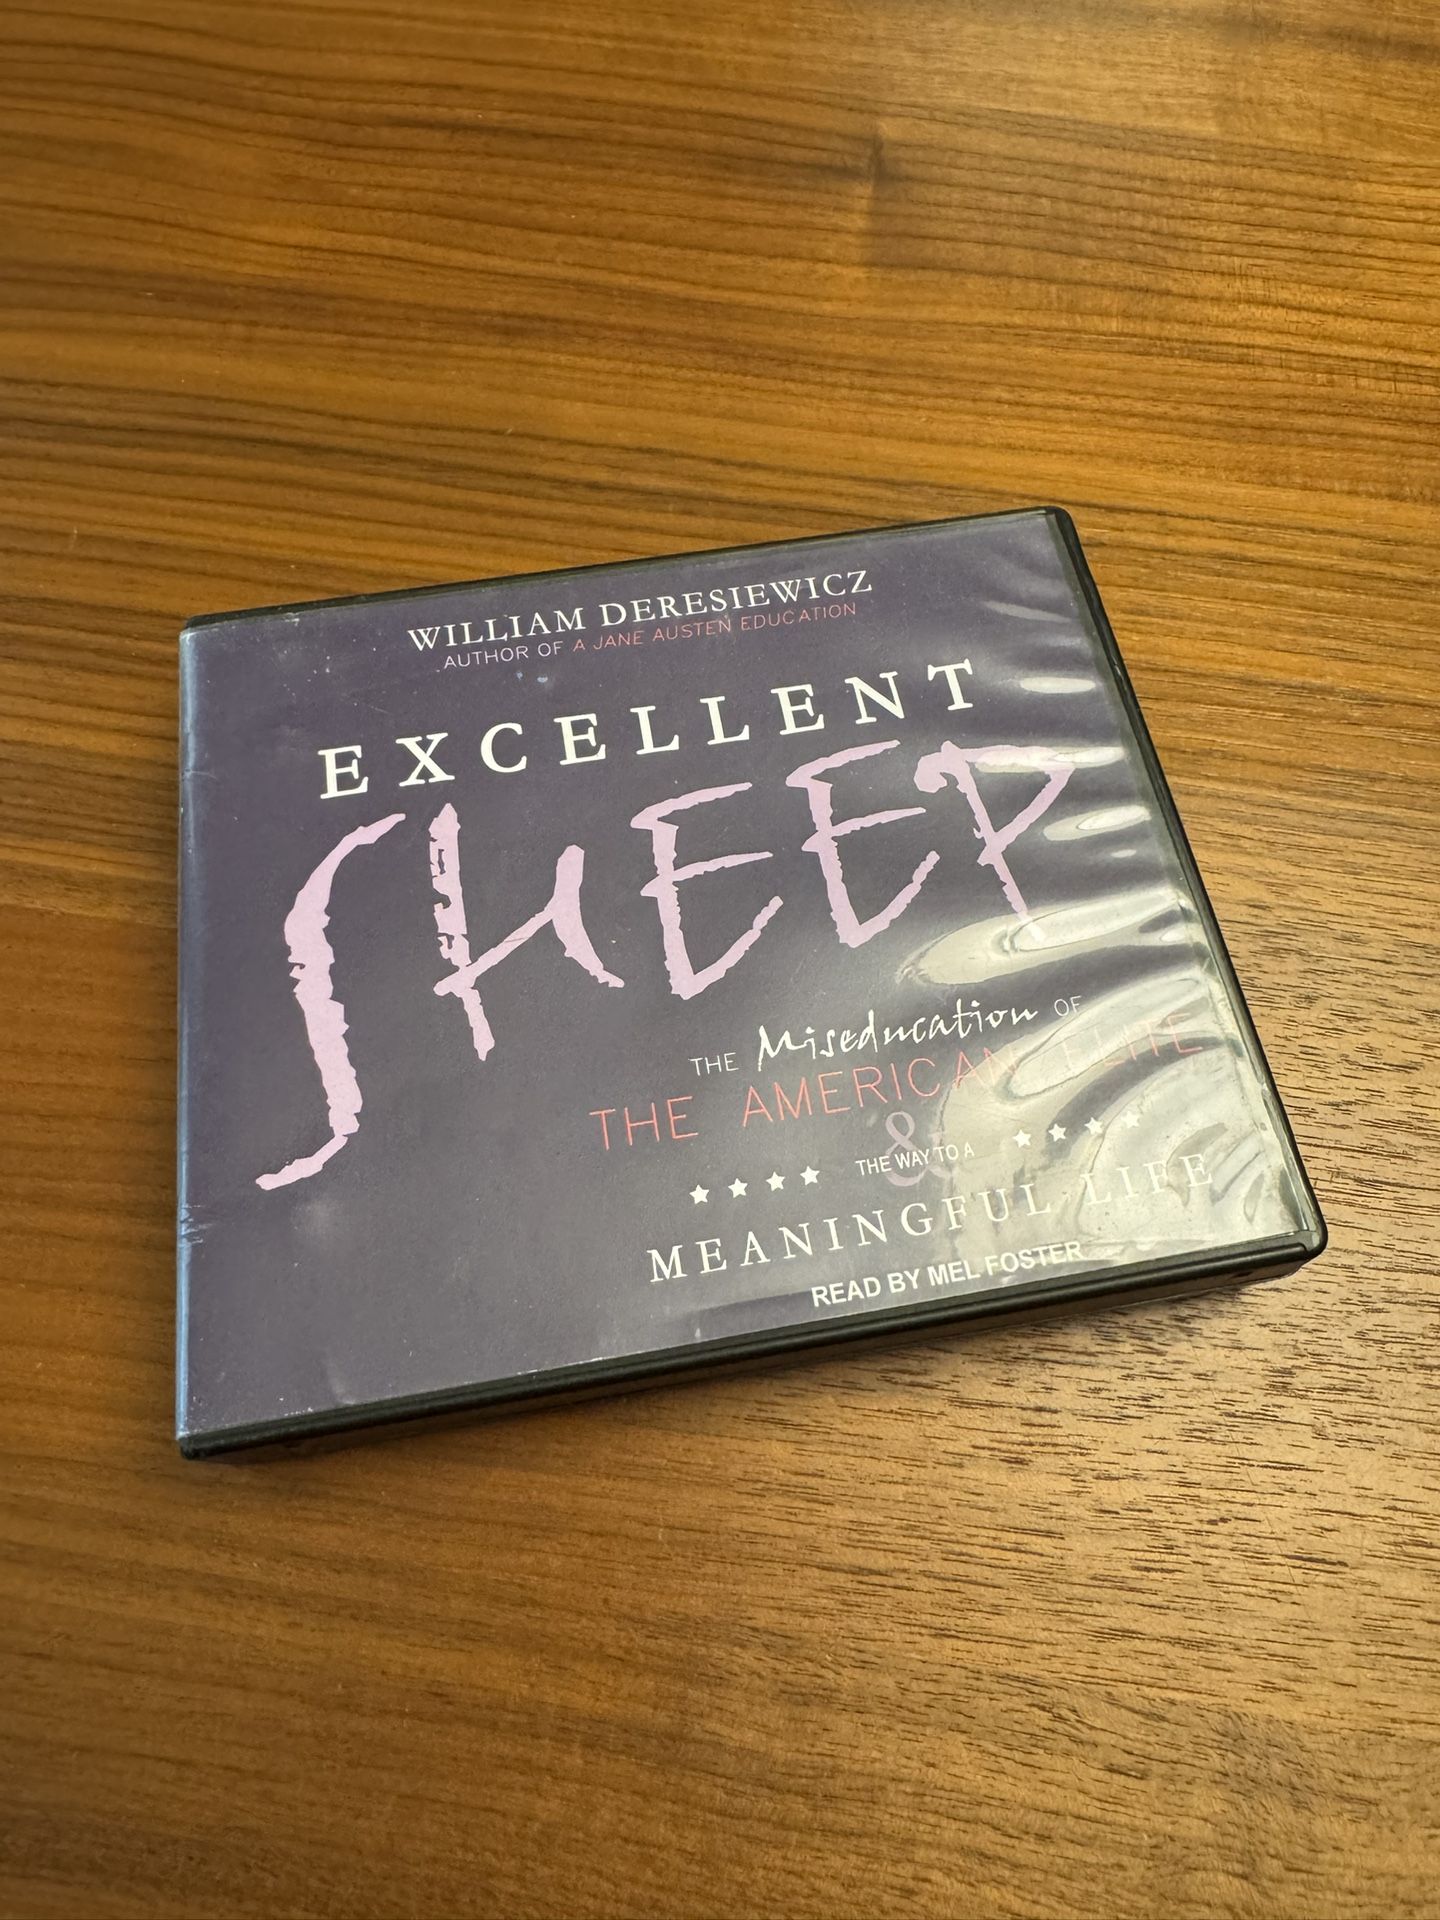 WILLIAM DERESIEWICZ
AUTHOR OF A JANE AUSTEN EDUCATION
EXCELLENT
SHEEP
THE Miseducation OF
THE AMERICAN ELITE
&
THE WAY TO A
MEANINGFUL LIFE
READ BY MEL FOSTER